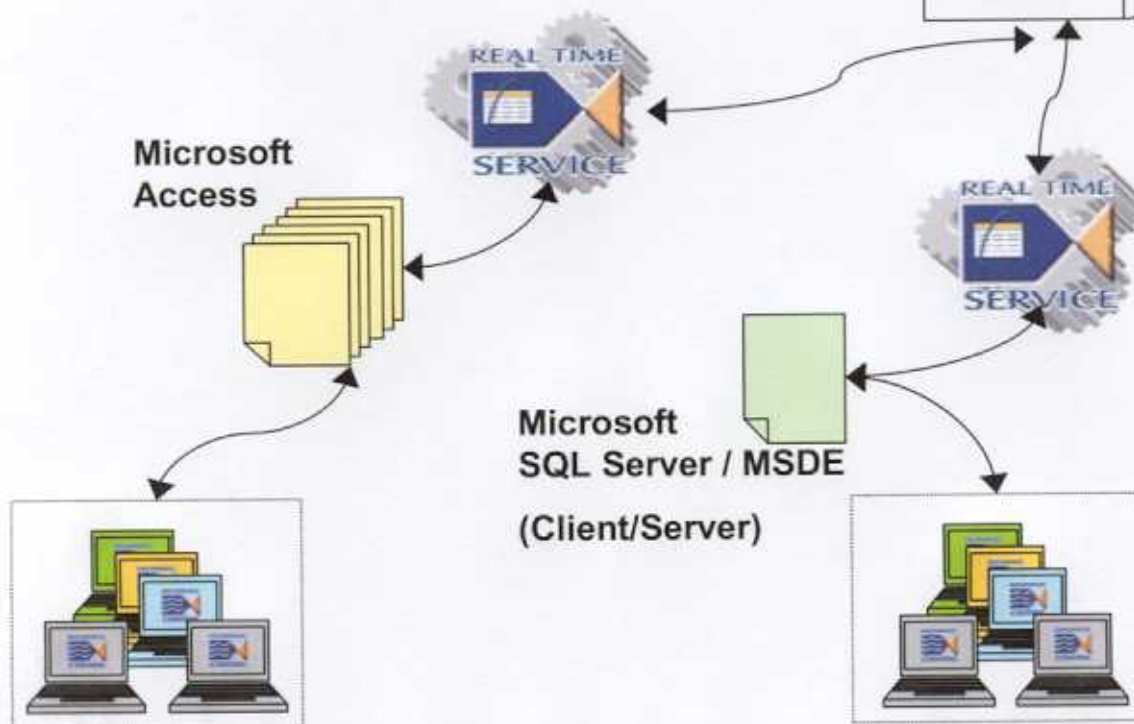 REAL TIME
SERVICE
Microsoft
Access
REAL TIME
SERVICE
Microsoft
SQL Server / MSDE
(Client/Server)